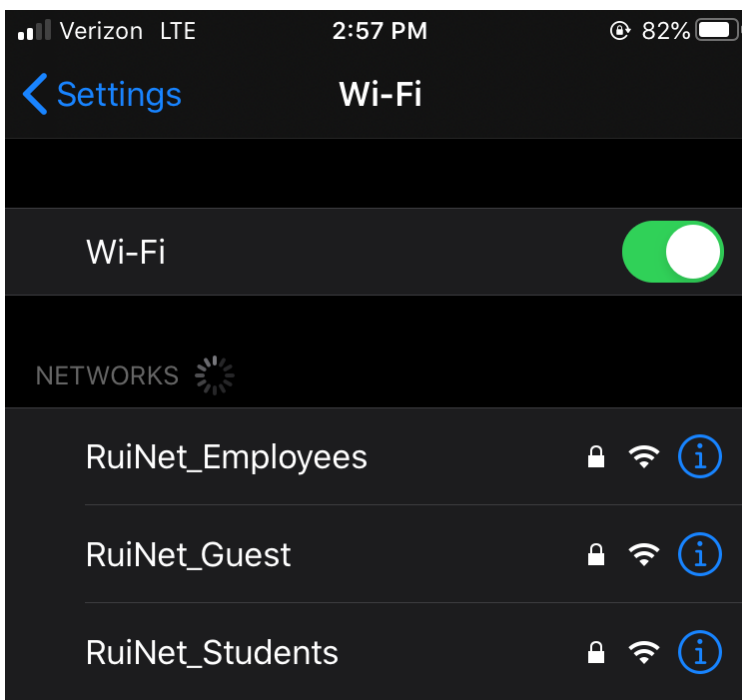 Verizon LTE 2:57 PM 82%
Settings Wi-Fi
Wi-Fi
NETWORKS
RuiNet_Employees
RuiNet_Guest
RuiNet_Students